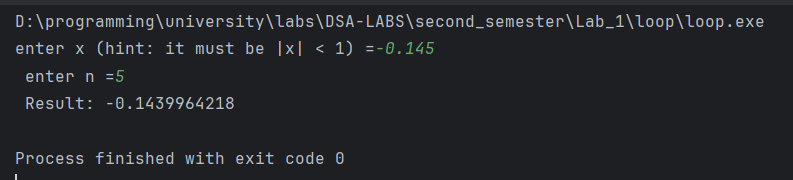 D:\programming\university\labs\DSA-LABS\second_semester\Lab_1\loop\loop.exe
enter x (hint: it must be |x| < 1) =-0.145
enter n =5
Result: -0.1439964218
Process finished with exit code 0